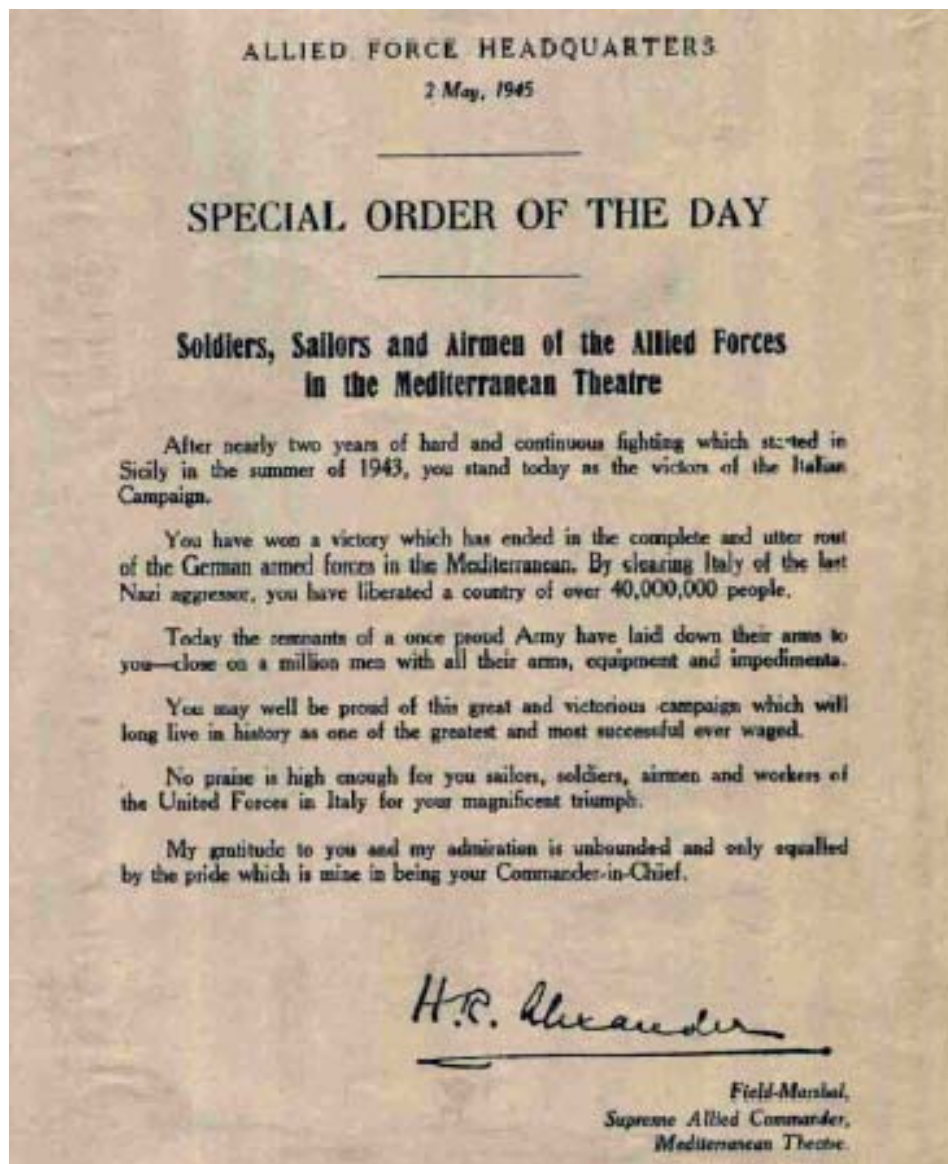 ALLIED FORCE HEADQUARTERS
2 May, 1945
SPECIAL ORDER OF THE DAY
Soldiers, Sailors and Airmen of the Allied Forces
in the Mediterranean Theatre
After nearly two years of hard and continuous fighting which started in
Sicily in the summer of 1943, you stand today as the victors of the Italian
Campaign.
You have won a victory which has ended in the complete and utter rout
of the German armed forces in the Mediterranean. By clearing Italy of the last
Nazi aggressor, you have liberated a country of over 40,000,000 people.
Today the remnants of a once proud Army have laid down their arms to
you—close on a million men with all their arms, equipment and impedimenta.
You may well be proud of this great and victorious campaign which will
long live in history as one of the greatest and most successful ever waged.
No praise is high enough for you sailors, soldiers, airmen and workers of
the United Forces in Italy for your magnificent triumph.
My gratitude to you and my admiration is unbounded and only equalled
by the pride which is mine in being your Commander-in-Chief.
H.R. Alexander
Field-Marshal,
Supreme Allied Commander,
Mediterranean Theatre.